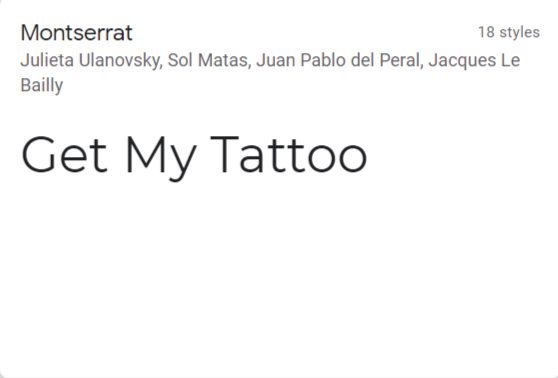 Montserrat
18 styles
Julieta Ulanovsky, Sol Matas, Juan Pablo del Peral, Jacques Le
Bailly
Get My Tattoo